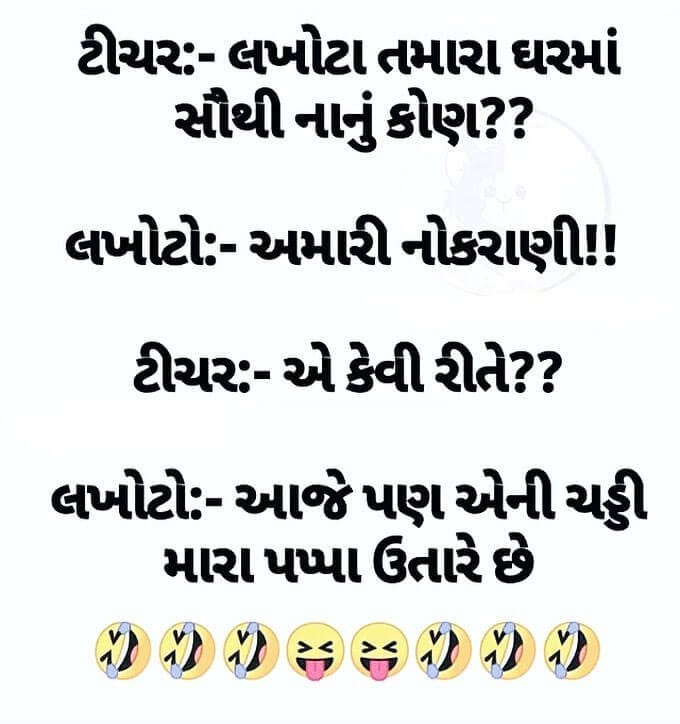 ટીચર:- લખોટા તમારા ઘરમાં
સૌથી નાનું કોણ??
લખોટો:- અમારી નોકરાણી!!
ટીચર:- એ કેવી રીતે??
લખોટો:- આજે પણ એની ચડ્ડી
મારા પપ્પા ઉતારે છે
🤣🤣🤣😝😝🤣🤣🤣